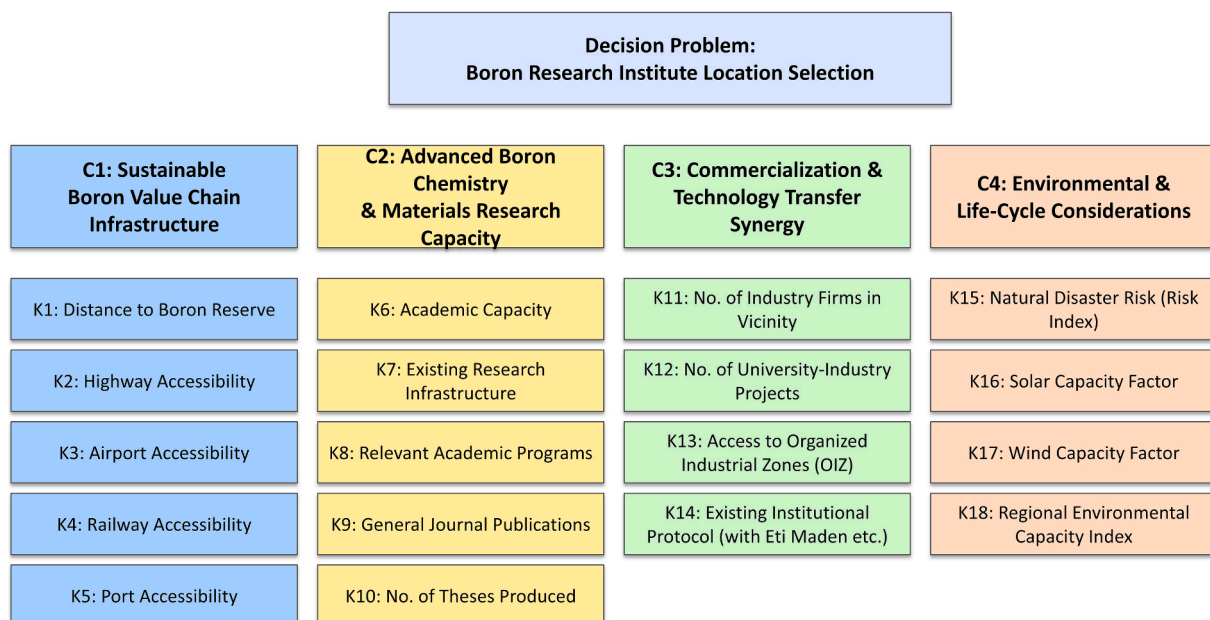 Decision Problem:
Boron Research Institute Location Selection
C1: Sustainable
Boron Value Chain
Infrastructure
C2: Advanced Boron
Chemistry
& Materials Research
Capacity
C3: Commercialization &
Technology Transfer
Synergy
C4: Environmental &
Life-Cycle Considerations
K1: Distance to Boron Reserve
K2: Highway Accessibility
K3: Airport Accessibility
K4: Railway Accessibility
K5: Port Accessibility
K6: Academic Capacity
K7: Existing Research
Infrastructure
K8: Relevant Academic Programs
K9: General Journal Publications
K10: No. of Theses Produced
K11: No. of Industry Firms in
Vicinity
K12: No. of University-Industry
Projects
K13: Access to Organized
Industrial Zones (OIZ)
K14: Existing Institutional
Protocol (with Eti Maden etc.)
K15: Natural Disaster Risk (Risk
Index)
K16: Solar Capacity Factor
K17: Wind Capacity Factor
K18: Regional Environmental
Capacity Index